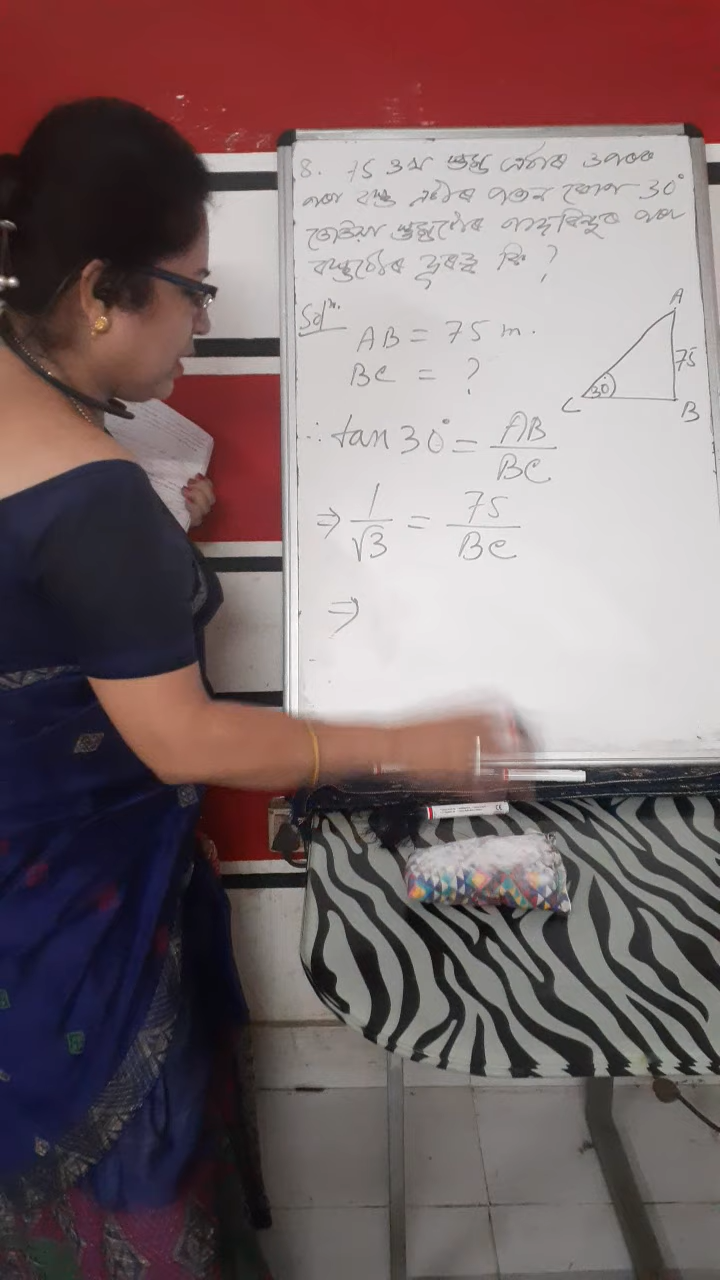 8. 75 ওখ স্তম্ভ এটাৰ ওপৰৰ
পৰা বস্তু এটাৰ পতন কোণ 30°
তেতিয়া স্তম্ভটোৰ পাদবিন্দুৰ পৰা
বস্তুটোৰ দূৰত্ব কি ?
Solⁿ.
AB = 75 m.
BC = ?
∴ tan 30° = AB/BC
⇒ 1/√3 = 75/BC
⇒
A
75
30
C
B